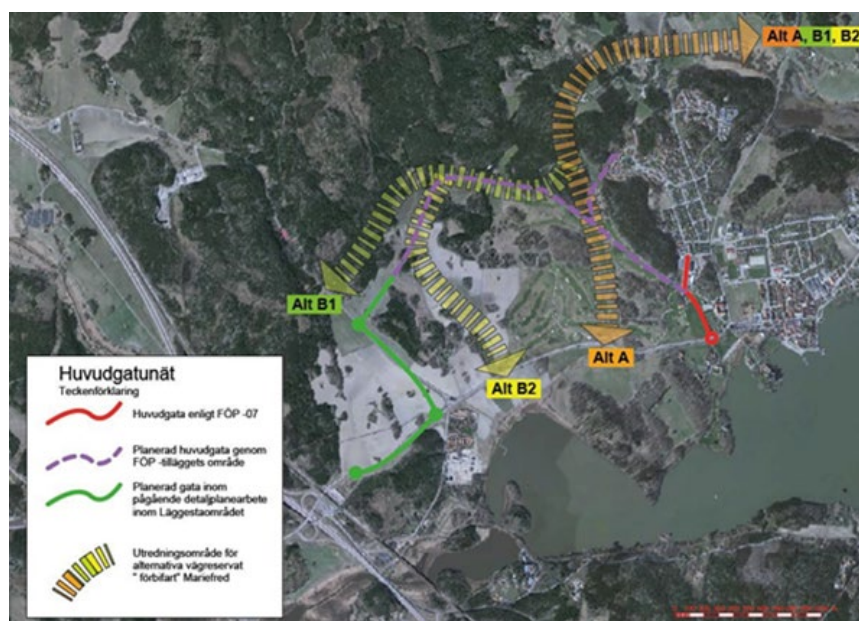 Alt A, B1, B2
Alt B1
Alt B2
Alt A
Huvudgatunät
Teckenförklaring
Huvudgata enligt FÖP -07
Planerad huvudgata genom
FÖP -tilläggets område
Planerad gata inom
pågående detaljplanearbete
inom Läggestaområdet
Utredningsområde för
alternativa vägreservat
" förbifart" Mariefred